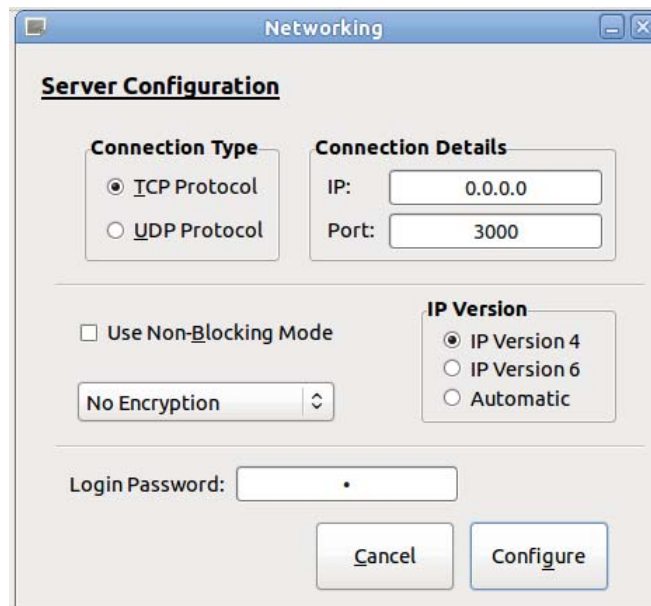 Networking
Server Configuration
Connection Type
TCP Protocol
UDP Protocol
Connection Details
IP: 0.0.0.0
Port: 3000
Use Non-Blocking Mode
No Encryption
IP Version
IP Version 4
IP Version 6
Automatic
Login Password: •
Cancel Configure